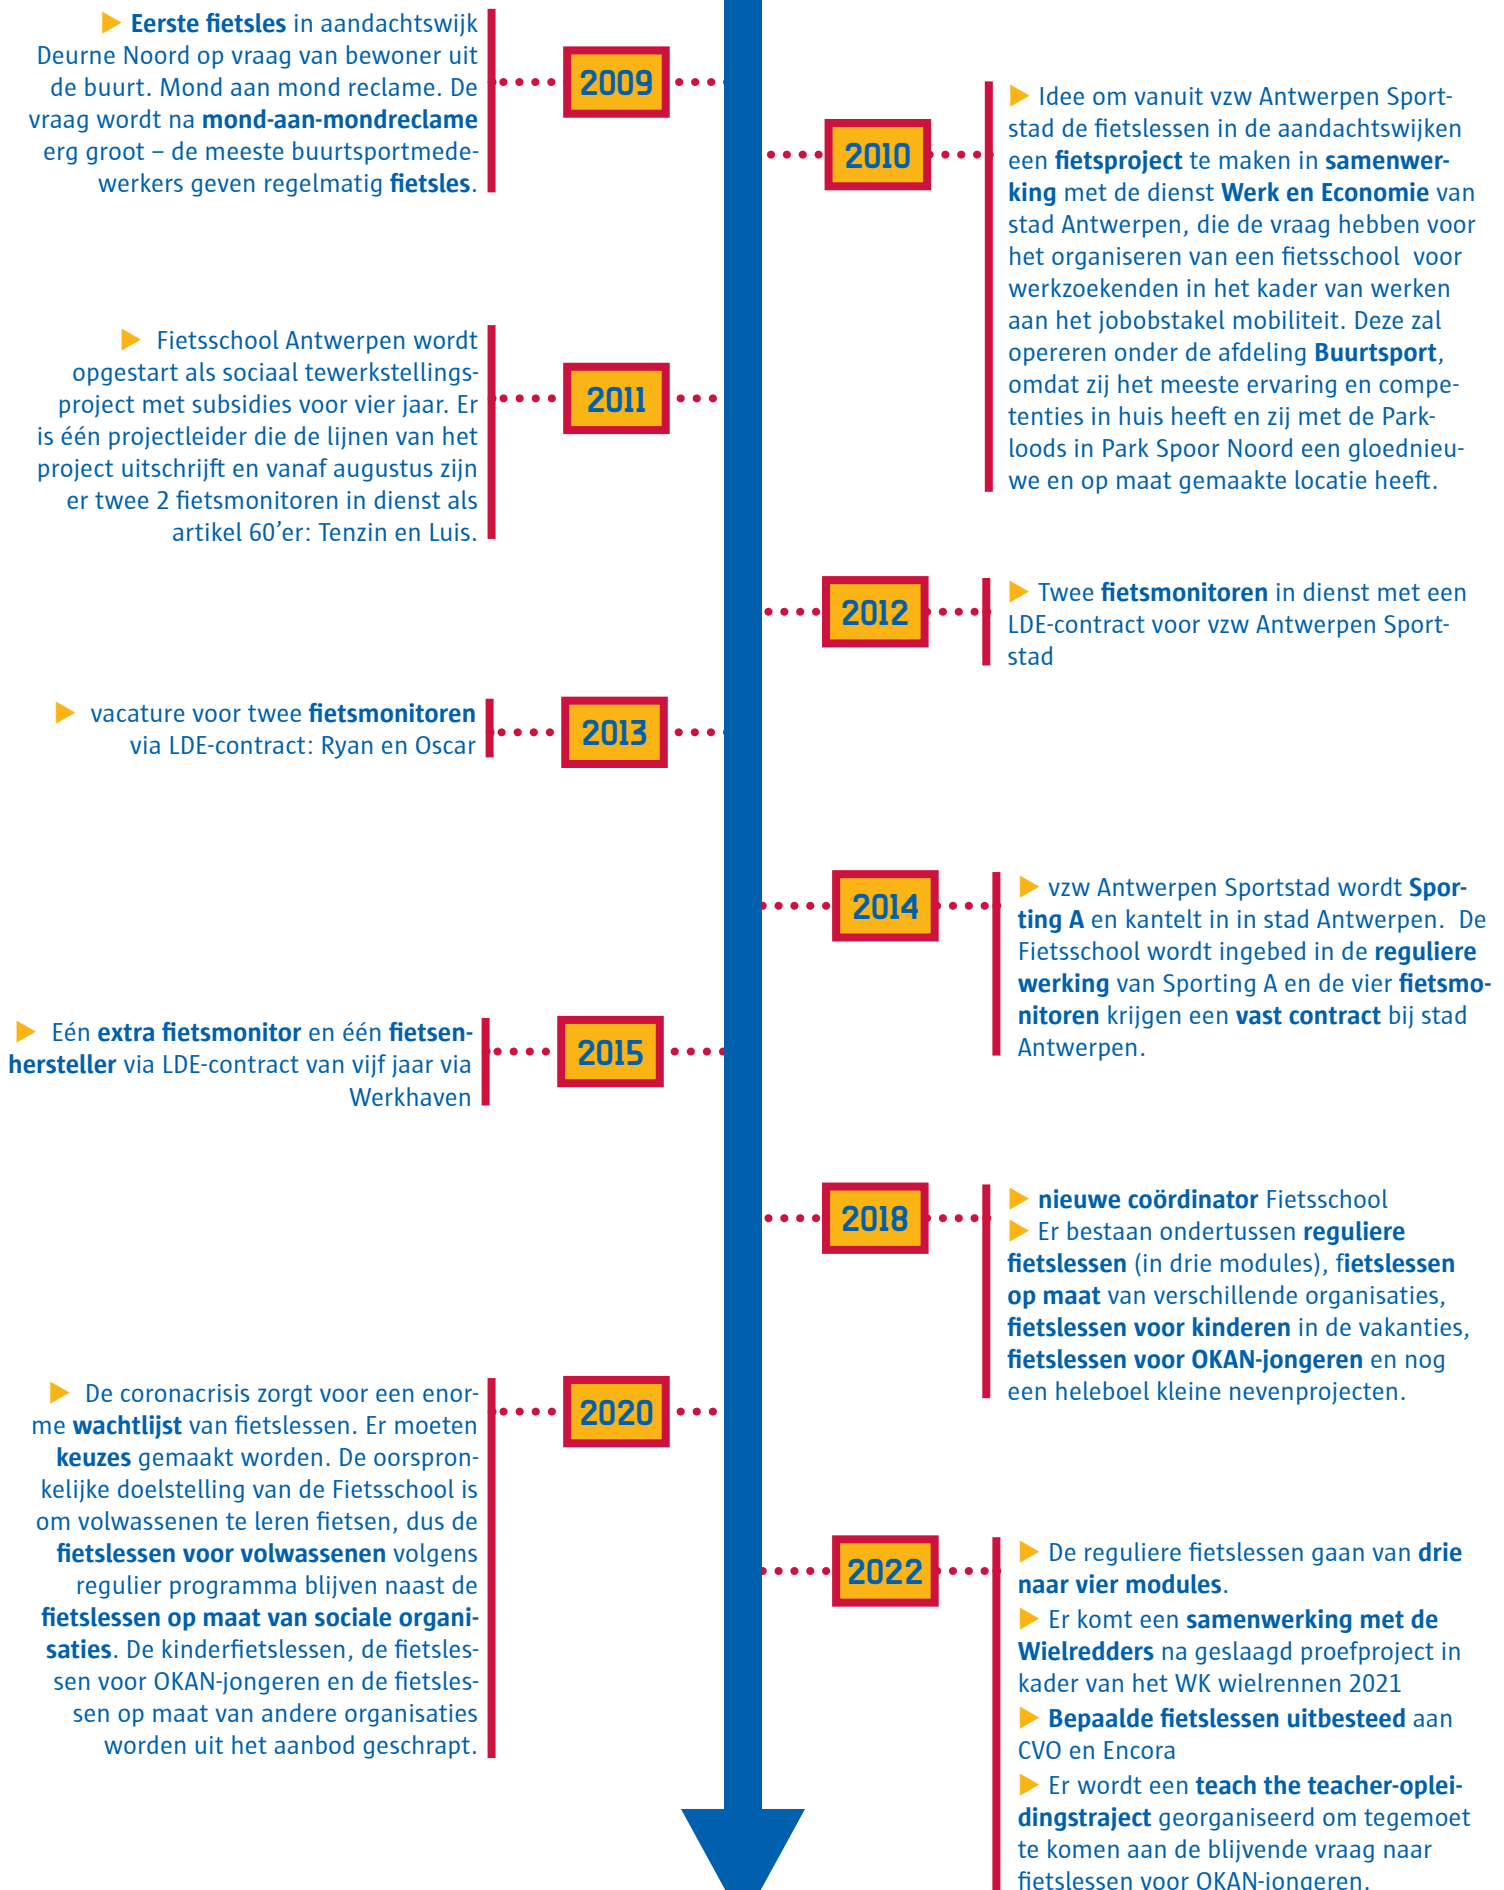 ▶ Eerste fietsles in aandachtswijk
Deurne Noord op vraag van bewoner uit
de buurt. Mond aan mond reclame. De
vraag wordt na mond-aan-mondreclame
erg groot – de meeste buurtsportmede-
werkers geven regelmatig fietsles.
2009
2010
▶ Idee om vanuit vzw Antwerpen Sport-
stad de fietslessen in de aandachtswijken
een fietsproject te maken in samenwer-
king met de dienst Werk en Economie van
stad Antwerpen, die de vraag hebben voor
het organiseren van een fietsschool voor
werkzoekenden in het kader van werken
aan het jobobstakel mobiliteit. Deze zal
opereren onder de afdeling Buurtsport,
omdat zij het meeste ervaring en compe-
tenties in huis heeft en zij met de Park-
loods in Park Spoor Noord een gloednieu-
we en op maat gemaakte locatie heeft.
▶ Fietsschool Antwerpen wordt
opgestart als sociaal tewerkstellings-
project met subsidies voor vier jaar. Er
is één projectleider die de lijnen van het
project uitschrijft en vanaf augustus zijn
er twee 2 fietsmonitoren in dienst als
artikel 60’er: Tenzin en Luis.
2011
2012
▶ Twee fietsmonitoren in dienst met een
LDE-contract voor vzw Antwerpen Sport-
stad
▶ vacature voor twee fietsmonitoren
via LDE-contract: Ryan en Oscar
2013
2014
▶ vzw Antwerpen Sportstad wordt Spor-
ting A en kantelt in in stad Antwerpen. De
Fietsschool wordt ingebed in de reguliere
werking van Sporting A en de vier fietsmo-
nitoren krijgen een vast contract bij stad
Antwerpen.
▶ Eén extra fietsmonitor en één fietsen-
hersteller via LDE-contract van vijf jaar via
Werkhaven
2015
2018
▶ nieuwe coördinator Fietsschool
▶ Er bestaan ondertussen reguliere
fietslessen (in drie modules), fietslessen
op maat van verschillende organisaties,
fietslessen voor kinderen in de vakanties,
fietslessen voor OKAN-jongeren en nog
een heleboel kleine nevenprojecten.
▶ De coronacrisis zorgt voor een enor-
me wachtlijst van fietslessen. Er moeten
keuzes gemaakt worden. De oorspron-
kelijke doelstelling van de Fietsschool is
om volwassenen te leren fietsen, dus de
fietslessen voor volwassenen volgens
regulier programma blijven naast de
fietslessen op maat van sociale organi-
saties. De kinderfietslessen, de fietsles-
sen voor OKAN-jongeren en de fietsles-
sen op maat van andere organisaties
worden uit het aanbod geschrapt.
2020
2022
▶ De reguliere fietslessen gaan van drie
naar vier modules.
▶ Er komt een samenwerking met de
Wielredders na geslaagd proefproject in
kader van het WK wielrennen 2021
▶ Bepaalde fietslessen uitbesteed aan
CVO en Encora
▶ Er wordt een teach the teacher-oplei-
dingstraject georganiseerd om tegemoet
te komen aan de blijvende vraag naar
fietslessen voor OKAN-jongeren.